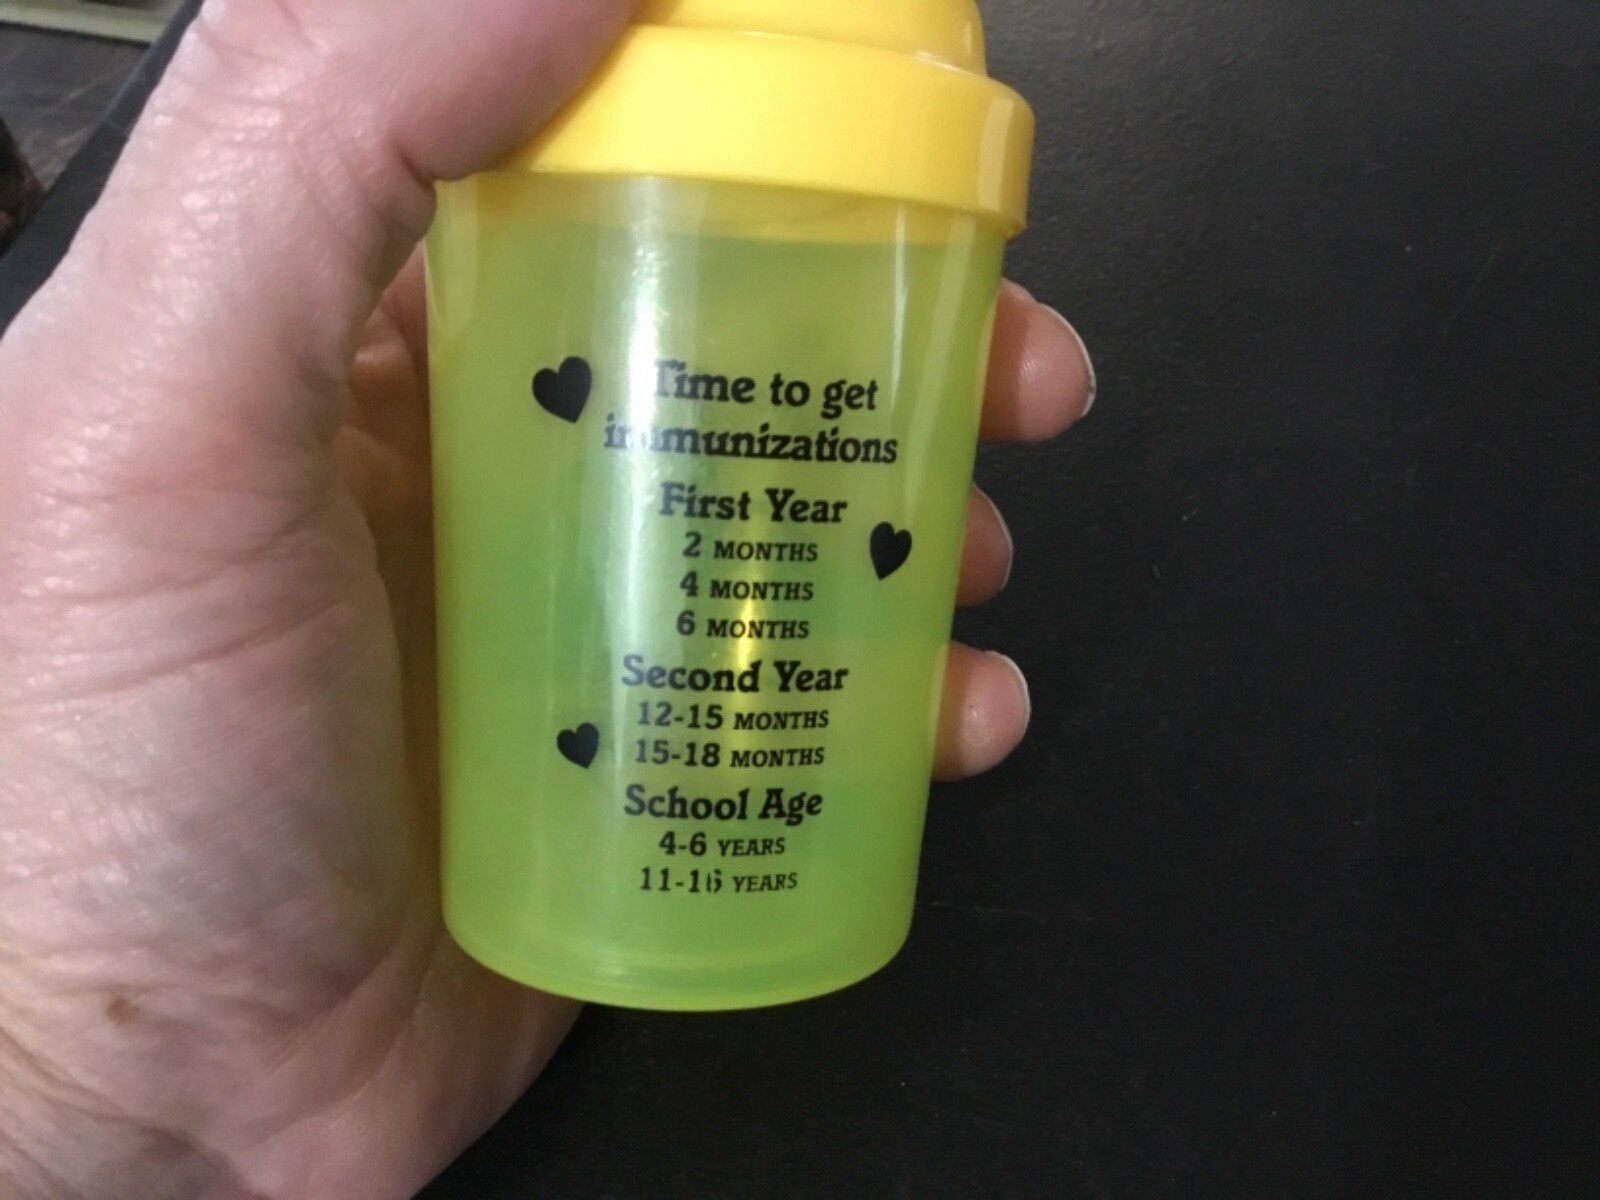 Time to get
immunizations
First Year
2 MONTHS
4 MONTHS
6 MONTHS
Second Year
12-15 MONTHS
15-18 MONTHS
School Age
4-6 YEARS
11-16 YEARS